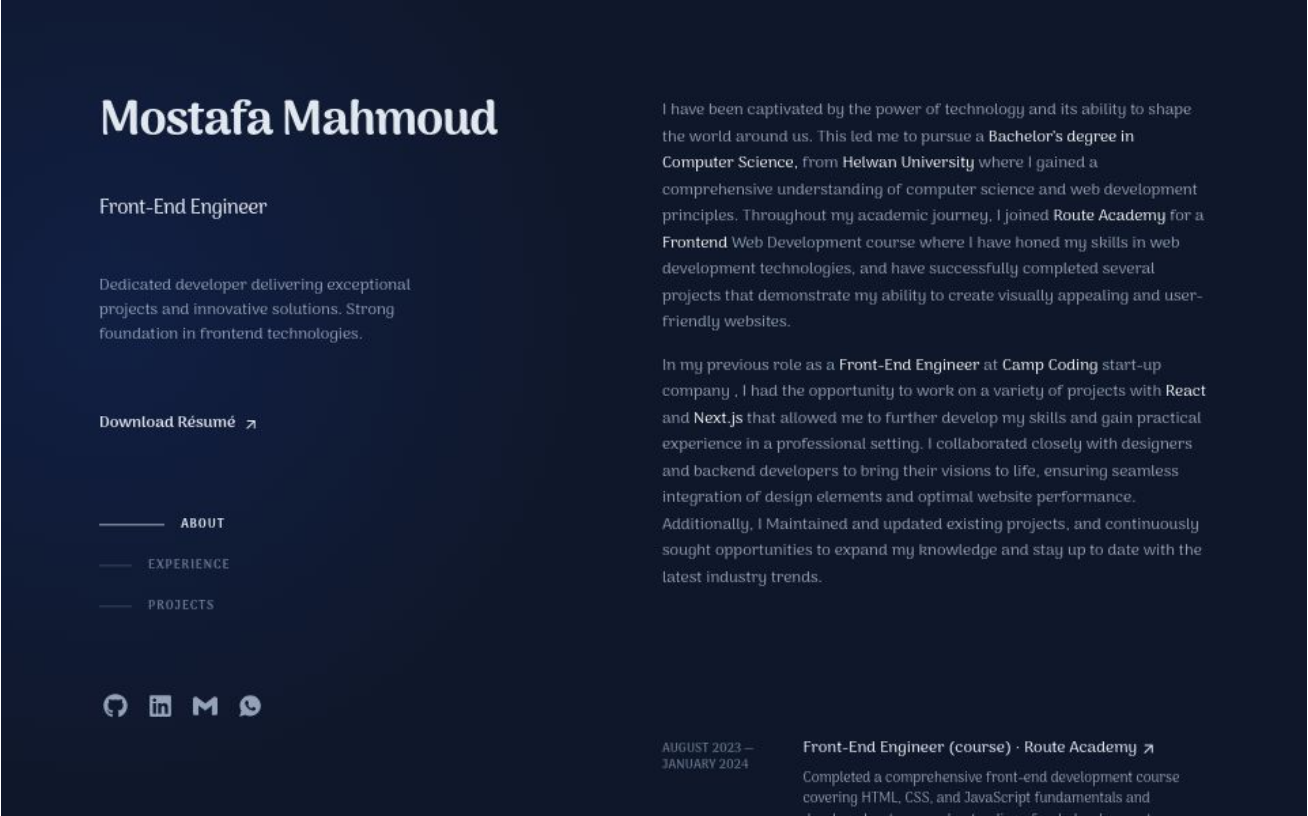 Mostafa Mahmoud
Front-End Engineer
Dedicated developer delivering exceptional
projects and innovative solutions. Strong
foundation in frontend technologies.
Download Résumé
ABOUT
EXPERIENCE
PROJECTS
I have been captivated by the power of technology and its ability to shape
the world around us. This led me to pursue a Bachelor's degree in
Computer Science, from Helwan University where I gained a
comprehensive understanding of computer science and web development
principles. Throughout my academic journey, I joined Route Academy for a
Frontend Web Development course where I have honed my skills in web
development technologies, and have successfully completed several
projects that demonstrate my ability to create visually appealing and user-
friendly websites.
In my previous role as a Front-End Engineer at Camp Coding start-up
company , I had the opportunity to work on a variety of projects with React
and Next.js that allowed me to further develop my skills and gain practical
experience in a professional setting. I collaborated closely with designers
and backend developers to bring their visions to life, ensuring seamless
integration of design elements and optimal website performance.
Additionally, I Maintained and updated existing projects, and continuously
sought opportunities to expand my knowledge and stay up to date with the
latest industry trends.
AUGUST 2023 —
JANUARY 2024
Front-End Engineer (course) · Route Academy
Completed a comprehensive front-end development course
covering HTML, CSS, and JavaScript fundamentals and